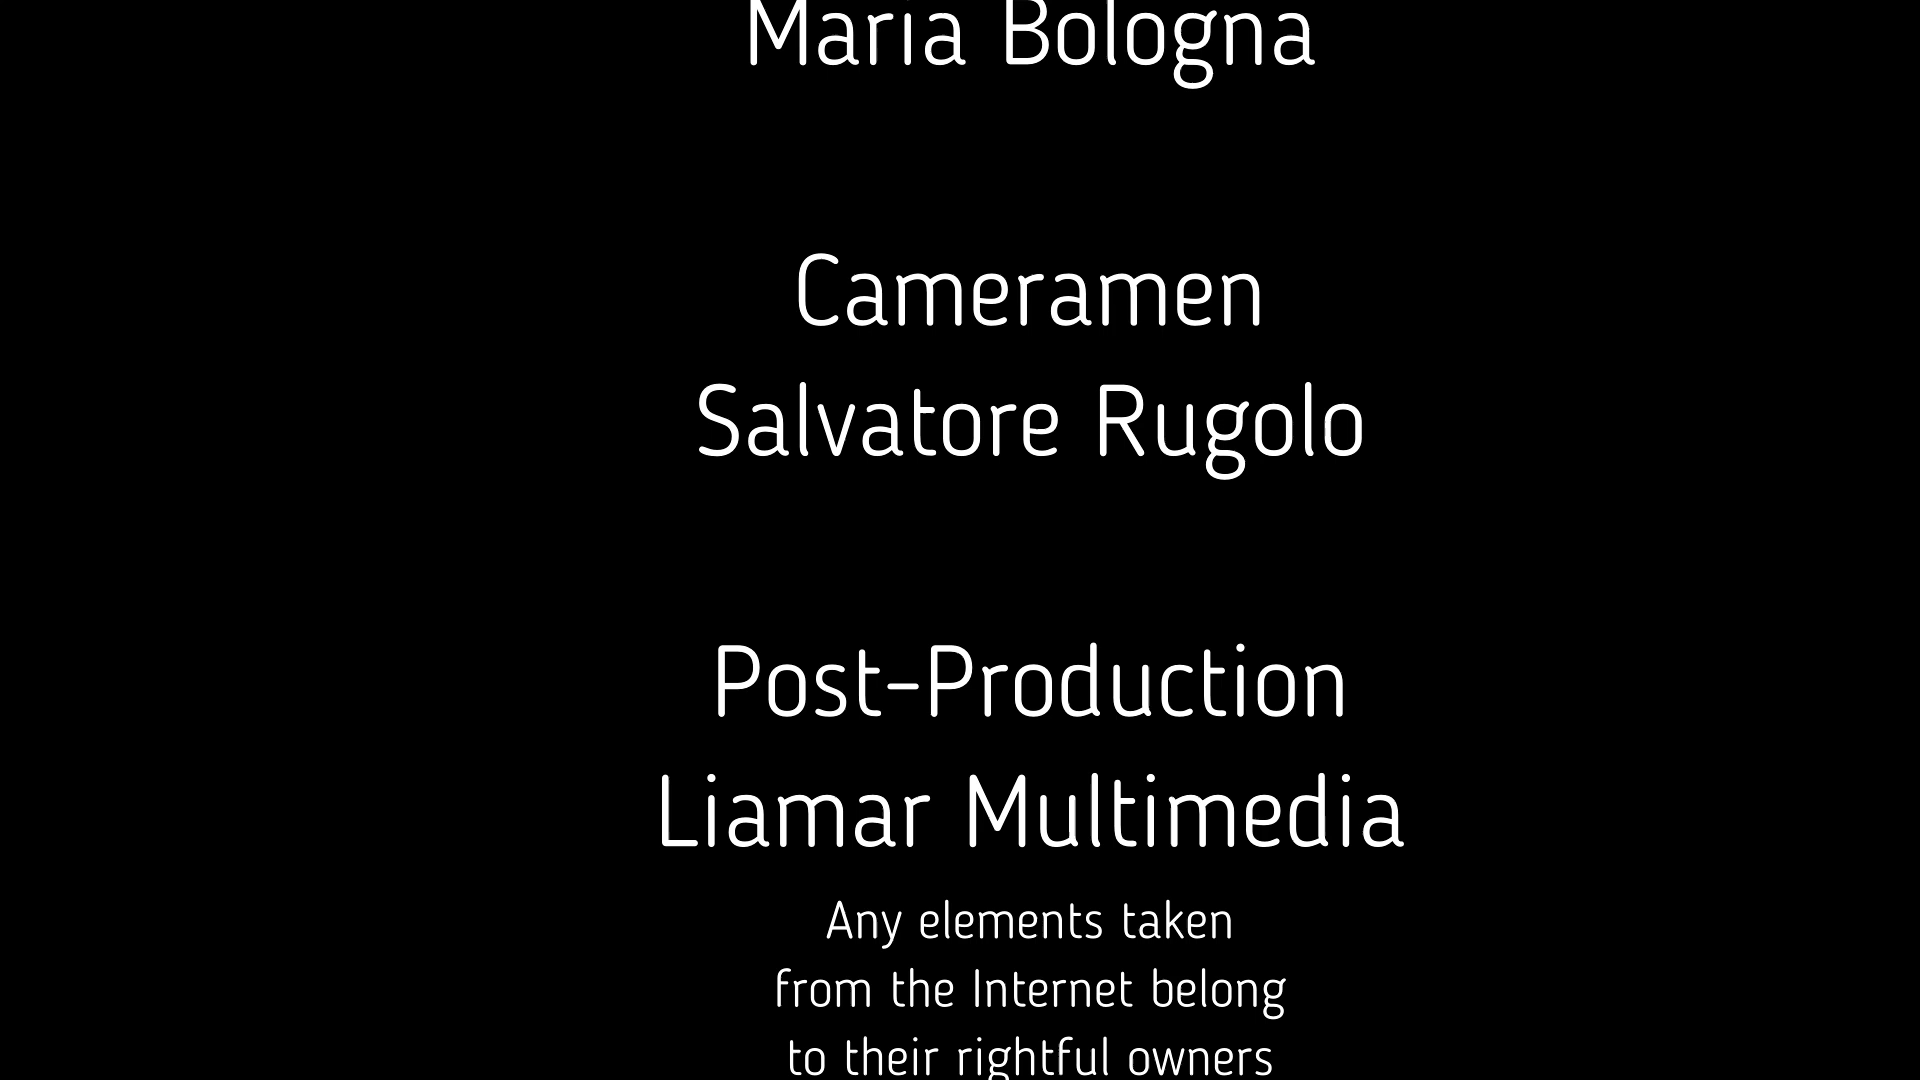 Maria Bologna
Cameramen
Salvatore Rugolo
Post-Production
Liamar Multimedia
Any elements taken
from the Internet belong
to their rightful owners